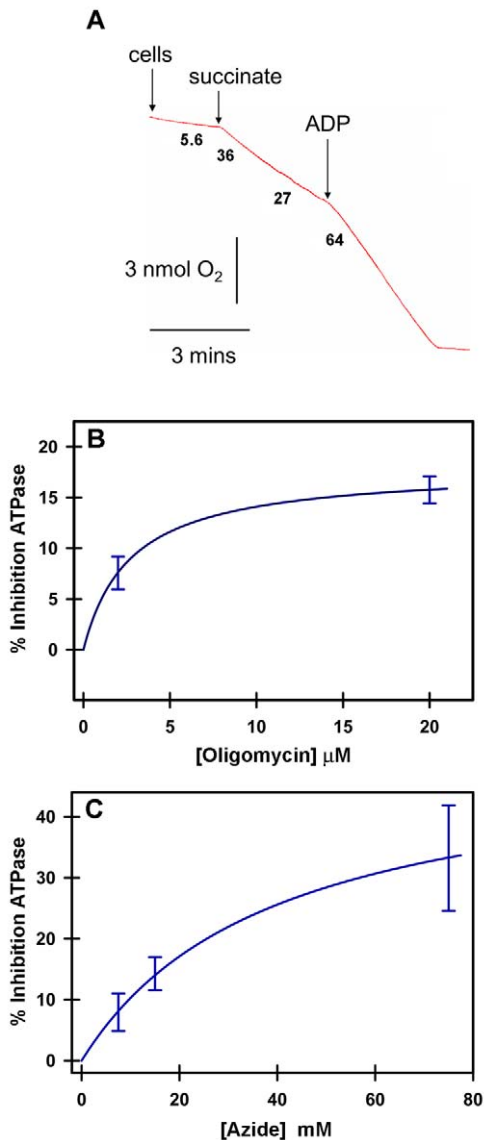 A
cells
succinate
ADP
5.6
36
27
64
3 nmol O₂
3 mins
B
% Inhibition ATPase
20
15
10
5
0
0 5 10 15 20
[Oligomycin] μM
C
% Inhibition ATPase
40
30
20
10
0
0 20 40 60 80
[Azide] mM